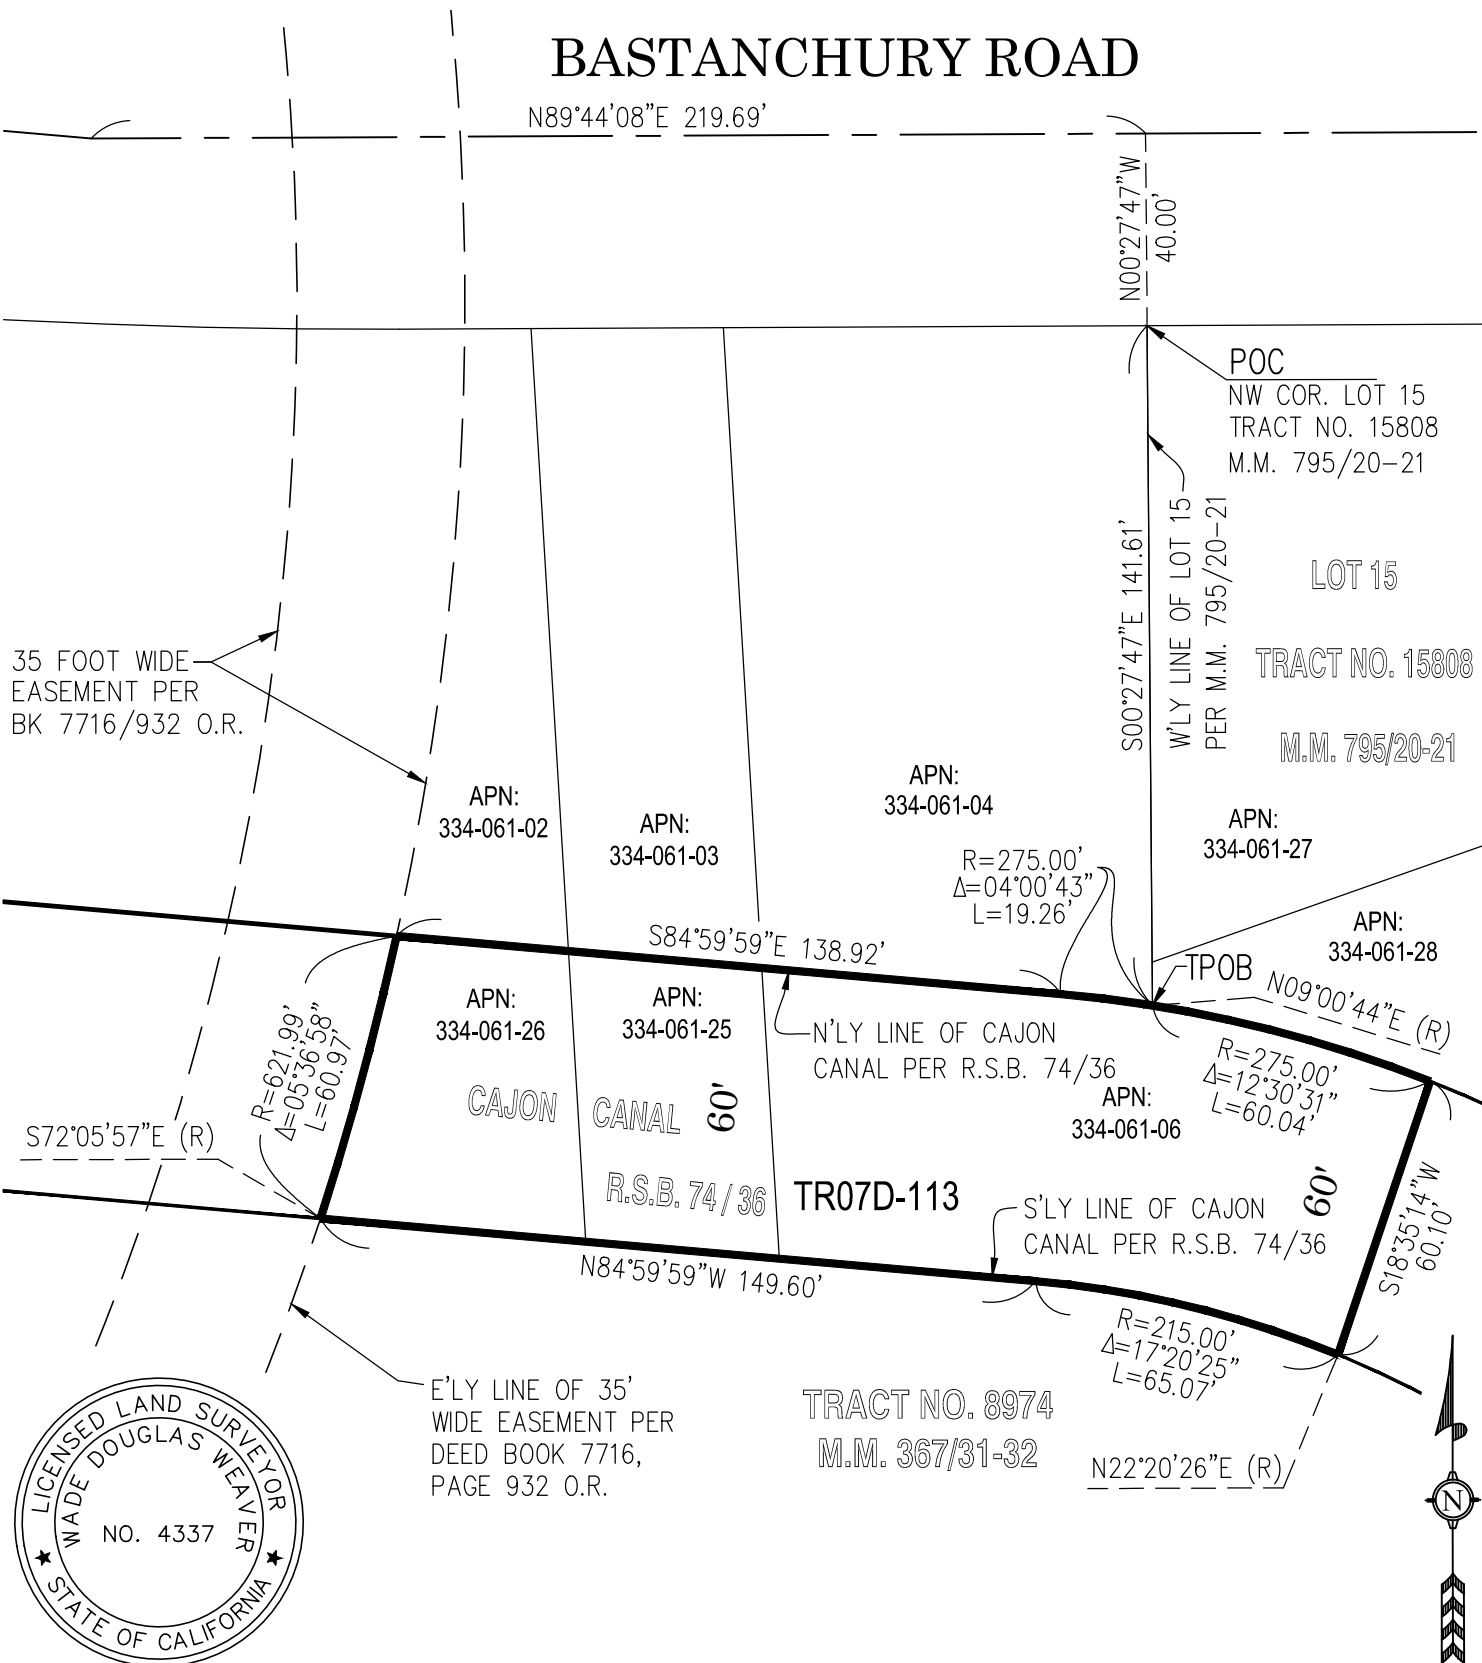 BASTANCHURY ROAD
N89°44'08"E 219.69'
N00°27'47"W
40.00'
POC
NW COR. LOT 15
TRACT NO. 15808
M.M. 795/20-21
S00°27'47"E 141.61'
W'LY LINE OF LOT 15
PER M.M. 795/20-21
LOT 15
TRACT NO. 15808
M.M. 795/20-21
35 FOOT WIDE
EASEMENT PER
BK 7716/932 O.R.
APN:
334-061-02
APN:
334-061-03
APN:
334-061-04
APN:
334-061-27
R=275.00'
Δ=04°00'43"
L=19.26'
APN:
334-061-28
S84°59'59"E 138.92'
TPOB
N09°00'44"E (R)
R=621.99'
Δ=05°36'58"
L=60.97'
APN:
334-061-26
APN:
334-061-25
N'LY LINE OF CAJON
CANAL PER R.S.B. 74/36
R=275.00'
Δ=12°30'31"
L=60.04'
CAJON CANAL 60'
APN:
334-061-06
S72°05'57"E (R)
R.S.B. 74 / 36
TR07D-113
60'
S18°35'14"W
60.10'
S'LY LINE OF CAJON
CANAL PER R.S.B. 74/36
N84°59'59"W 149.60'
R=215.00'
Δ=17°20'25"
L=65.07'
E'LY LINE OF 35'
WIDE EASEMENT PER
DEED BOOK 7716,
PAGE 932 O.R.
TRACT NO. 8974
M.M. 367/31-32
N22°20'26"E (R)
LICENSED LAND SURVEYOR
WADE DOUGLAS WEAVER
NO. 4337
STATE OF CALIFORNIA
N